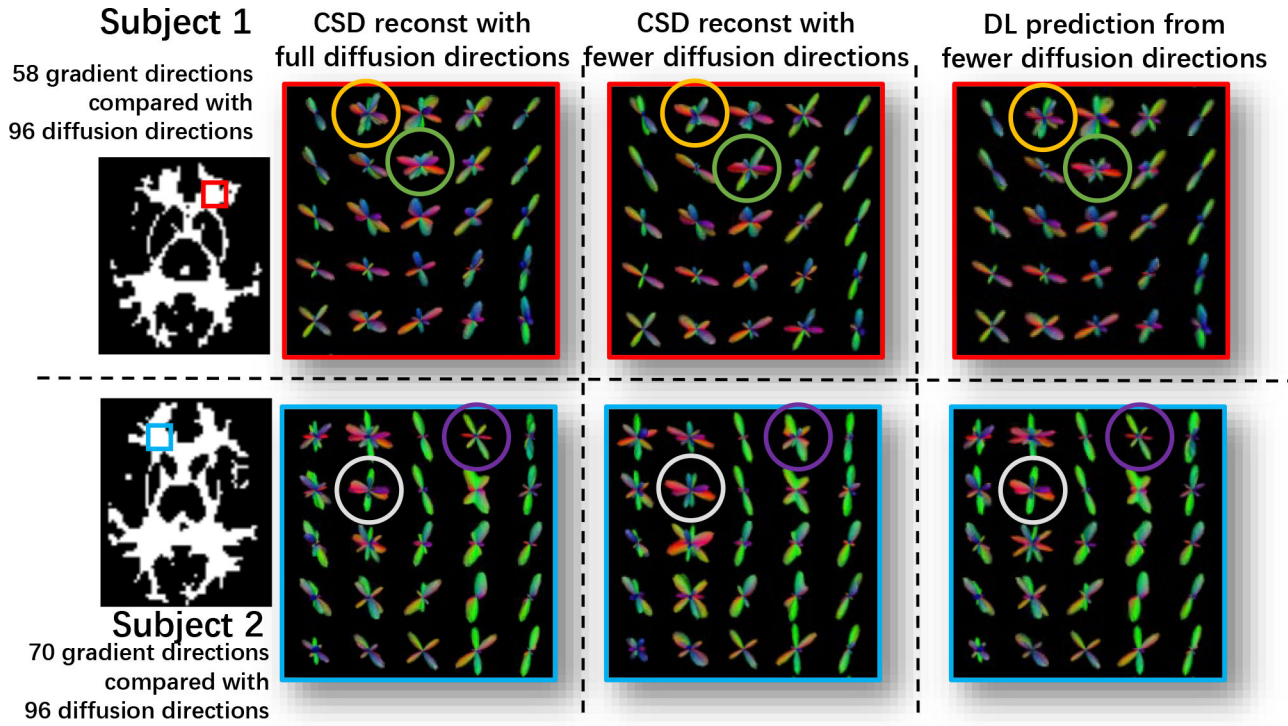 Subject 1
58 gradient directions
compared with
96 diffusion directions
CSD reconst with
full diffusion directions
CSD reconst with
fewer diffusion directions
DL prediction from
fewer diffusion directions
Subject 2
70 gradient directions
compared with
96 diffusion directions